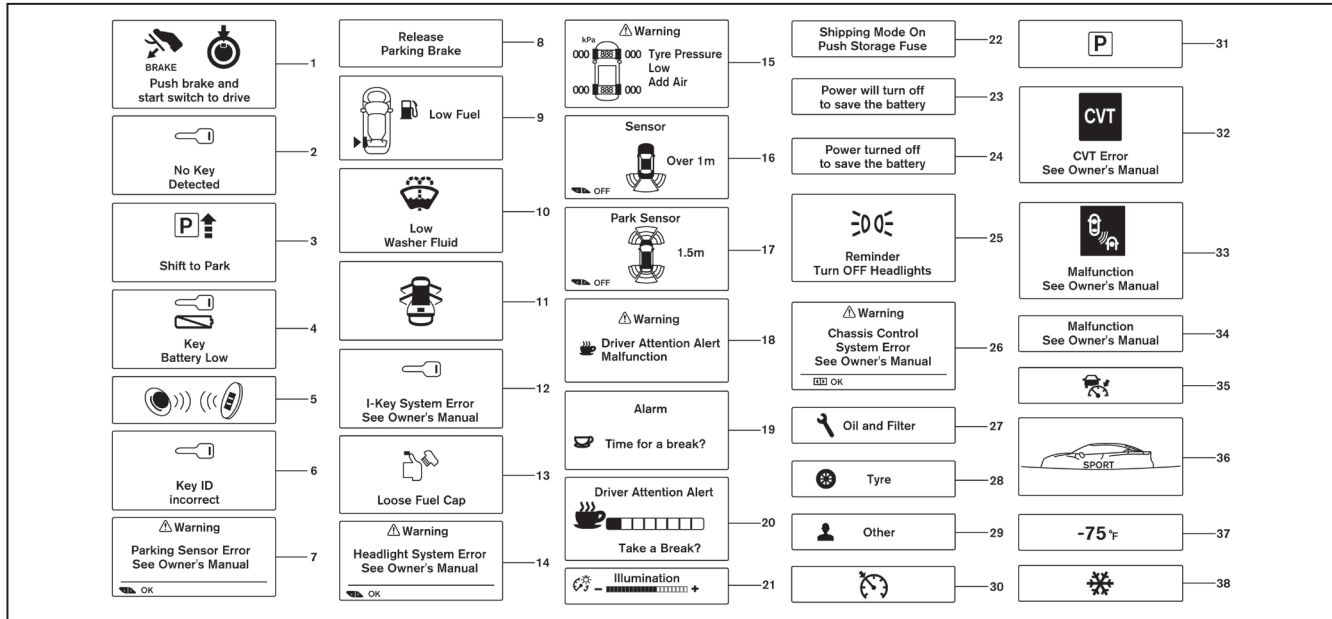 BRAKE
Push brake and
start switch to drive
1
No Key
Detected
2
P
Shift to Park
3
Key
Battery Low
4
5
Key ID
incorrect
6
Warning
Parking Sensor Error
See Owner's Manual
OK
7
Release
Parking Brake
8
Low Fuel
9
Low
Washer Fluid
10
11
I-Key System Error
See Owner's Manual
12
Loose Fuel Cap
13
Warning
Headlight System Error
See Owner's Manual
OK
14
Warning
kPa
000 888 000
Tyre Pressure
Low
Add Air
000 888 000
15
Sensor
Over 1m
OFF
16
Park Sensor
1.5m
OFF
17
Warning
Driver Attention Alert
Malfunction
18
Alarm
Time for a break?
19
Driver Attention Alert
Take a Break?
20
Illumination
– +
21
Shipping Mode On
Push Storage Fuse
22
Power will turn off
to save the battery
23
Power turned off
to save the battery
24
Reminder
Turn OFF Headlights
25
Warning
Chassis Control
System Error
See Owner's Manual
OK
26
Oil and Filter
27
Tyre
28
Other
29
30
P
31
CVT
CVT Error
See Owner's Manual
32
Malfunction
See Owner's Manual
33
Malfunction
See Owner's Manual
34
35
SPORT
36
-75°F
37
38